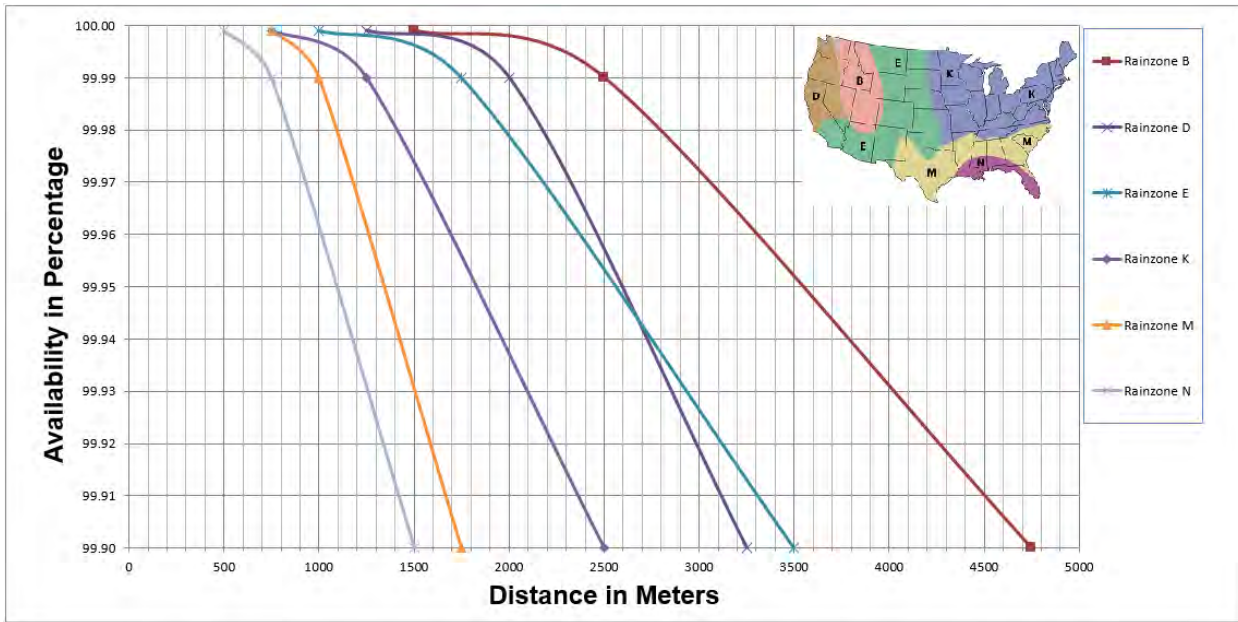 Availability in Percentage
100.00
99.99
99.98
99.97
99.96
99.95
99.94
99.93
99.92
99.91
99.90
0
500
1000
1500
2000
2500
3000
3500
4000
4500
5000
Distance in Meters
D
B
E
E
K
K
M
M
N
Rainzone B
Rainzone D
Rainzone E
Rainzone K
Rainzone M
Rainzone N